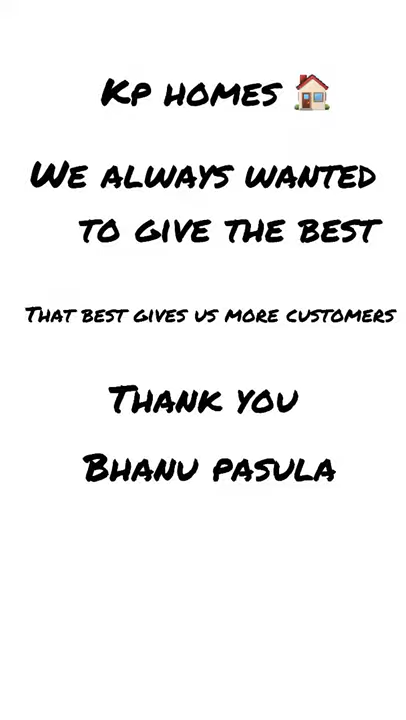 Kp homes 🏠
We always wanted
to give the best
That best gives us more customers
Thank you
Bhanu pasula